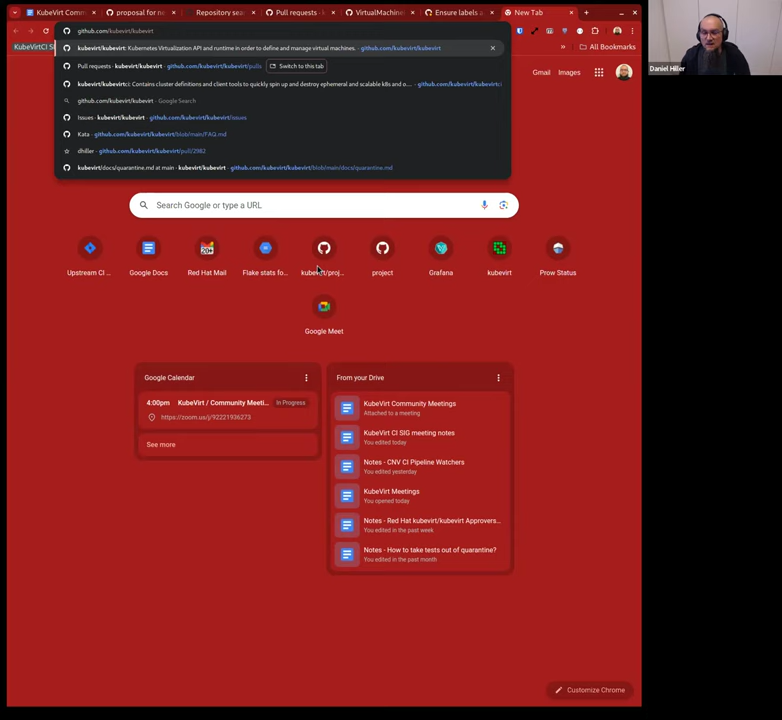 KubeVirt Comm
proposal for ne
Repository sea
Pull requests · k
VirtualMachine
Ensure labels a
New Tab
github.com/kubevirt/kubevirt
KubeVirtCI S
kubevirt/kubevirt: Kubernetes Virtualization API and runtime in order to define and manage virtual machines. - github.com/kubevirt/kubevirt
All Bookmarks
Pull requests · kubevirt/kubevirt - github.com/kubevirt/kubevirt/pulls Switch to this tab
Daniel Hiller
Gmail Images
kubevirt/kubevirtci: Contains cluster definitions and client tools to quickly spin up and destroy ephemeral and scalable k8s and o... - github.com/kubevirt/kubevirtci
github.com/kubevirt/kubevirt - Google Search
Issues · kubevirt/kubevirt - github.com/kubevirt/kubevirt/issues
Kata - github.com/kubevirt/kubevirt/blob/main/FAQ.md
dhiller - github.com/kubevirt/kubevirt/pull/2982
kubevirt/docs/quarantine.md at main · kubevirt/kubevirt - github.com/kubevirt/kubevirt/blob/main/docs/quarantine.md
Search Google or type a URL
20+
Upstream CI ...
Google Docs
Red Hat Mail
Flake stats fo...
kubevirt/proj...
project
Grafana
kubevirt
Prow Status
Google Meet
Google Calendar
4:00pm KubeVirt / Community Meeti... In Progress
https://zoom.us/j/92221936273
See more
From your Drive
KubeVirt Community Meetings
Attached to a meeting
KubeVirt CI SIG meeting notes
You edited today
Notes - CNV CI Pipeline Watchers
You edited yesterday
KubeVirt Meetings
You opened today
Notes - Red Hat kubevirt/kubevirt Approvers...
You edited in the past week
Notes - How to take tests out of quarantine?
You edited in the past month
Customize Chrome